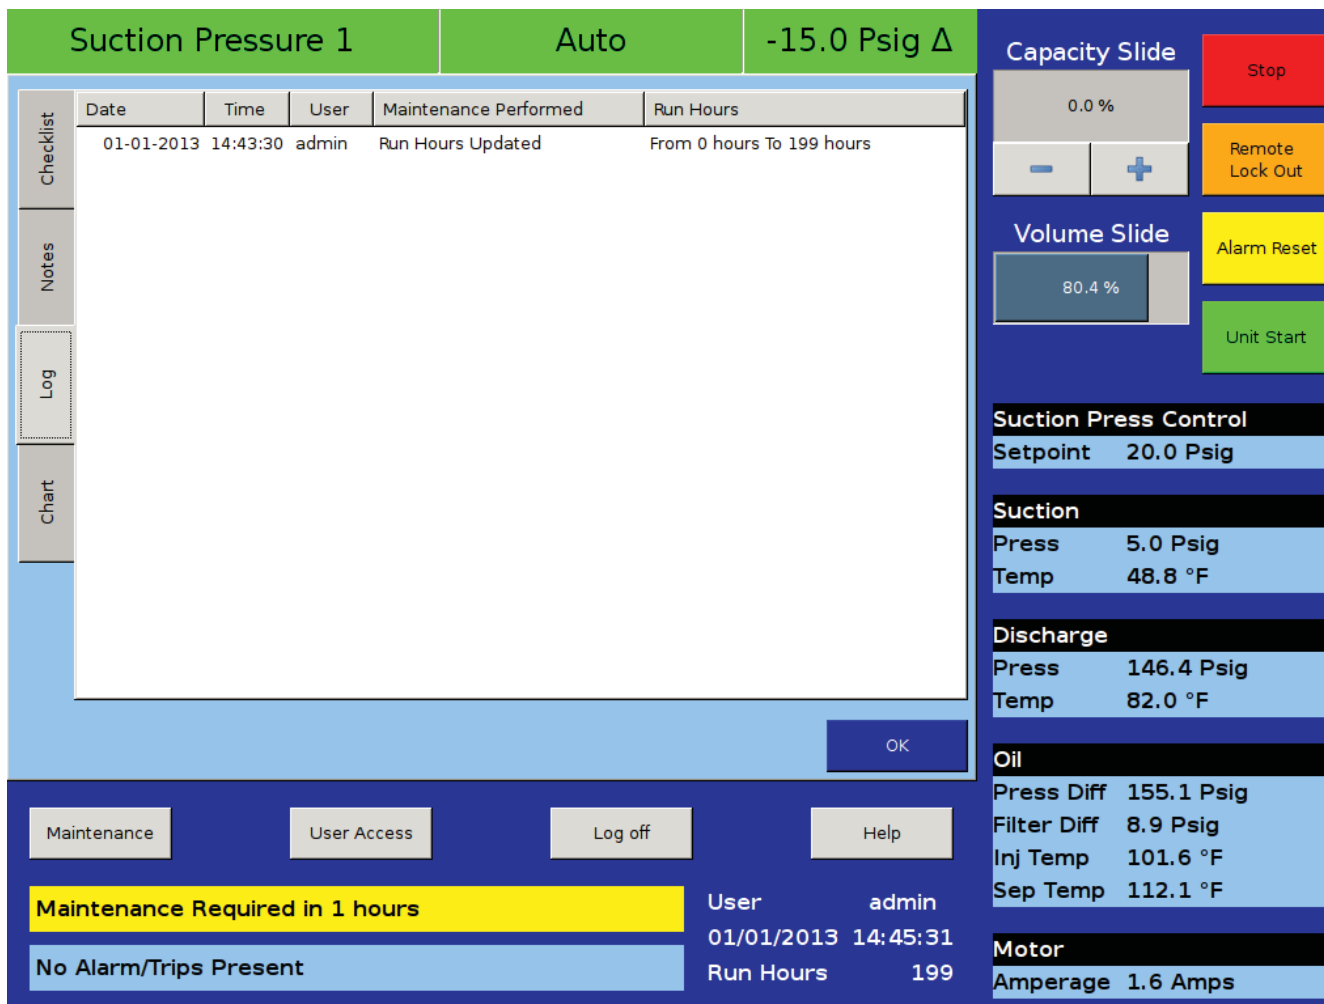 Suction Pressure 1 Auto -15.0 Psig Δ
Checklist
Notes
Log
Chart
Date Time User Maintenance Performed Run Hours
01-01-2013 14:43:30 admin Run Hours Updated From 0 hours To 199 hours
OK
Maintenance User Access Log off Help
Maintenance Required in 1 hours
No Alarm/Trips Present
User admin
01/01/2013 14:45:31
Run Hours 199
Capacity Slide
0.0 %
Volume Slide
80.4 %
Stop
Remote
Lock Out
Alarm Reset
Unit Start
Suction Press Control
Setpoint 20.0 Psig
Suction
Press 5.0 Psig
Temp 48.8 °F
Discharge
Press 146.4 Psig
Temp 82.0 °F
Oil
Press Diff 155.1 Psig
Filter Diff 8.9 Psig
Inj Temp 101.6 °F
Sep Temp 112.1 °F
Motor
Amperage 1.6 Amps